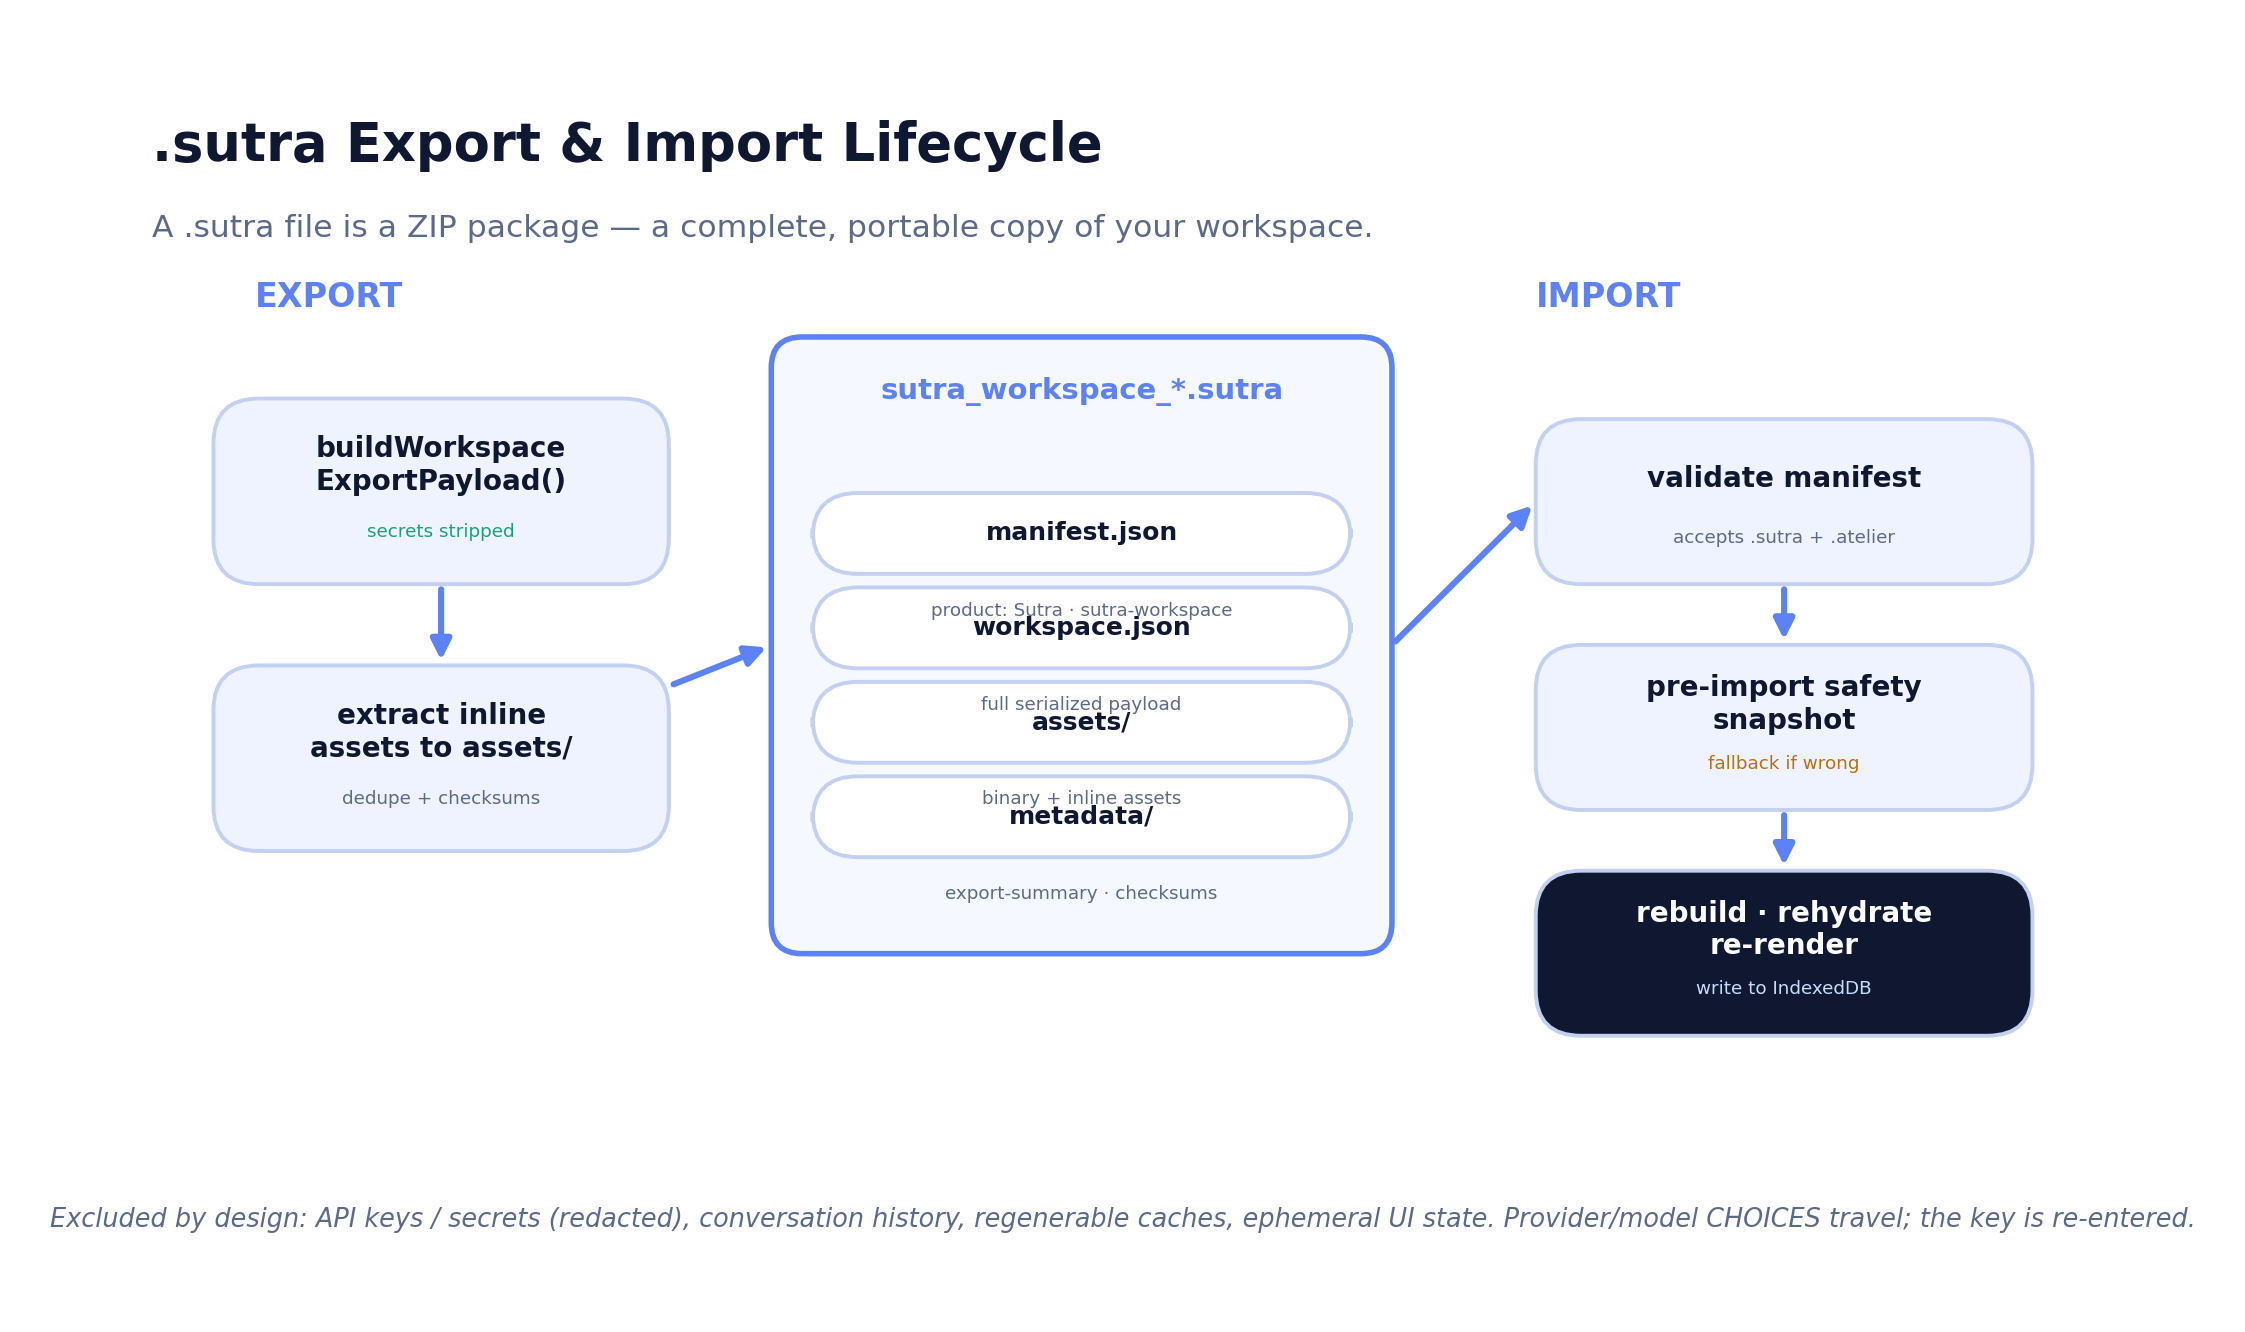 .sutra Export & Import Lifecycle
A .sutra file is a ZIP package — a complete, portable copy of your workspace.
EXPORT
buildWorkspace
ExportPayload()
secrets stripped
extract inline
assets to assets/
dedupe + checksums
sutra_workspace_*.sutra
manifest.json
product: Sutra · sutra-workspace
workspace.json
full serialized payload
assets/
binary + inline assets
metadata/
export-summary · checksums
IMPORT
validate manifest
accepts .sutra + .atelier
pre-import safety
snapshot
fallback if wrong
rebuild · rehydrate
re-render
write to IndexedDB
Excluded by design: API keys / secrets (redacted), conversation history, regenerable caches, ephemeral UI state. Provider/model CHOICES travel; the key is re-entered.